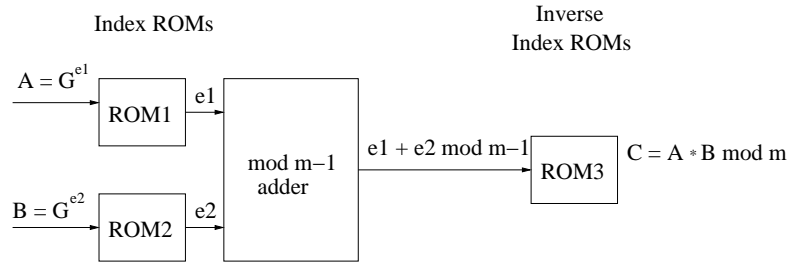 Index ROMs
Inverse
Index ROMs
A = G^e1
ROM1
e1
mod m−1
adder
e1 + e2 mod m−1
ROM3
C = A * B mod m
B = G^e2
ROM2
e2